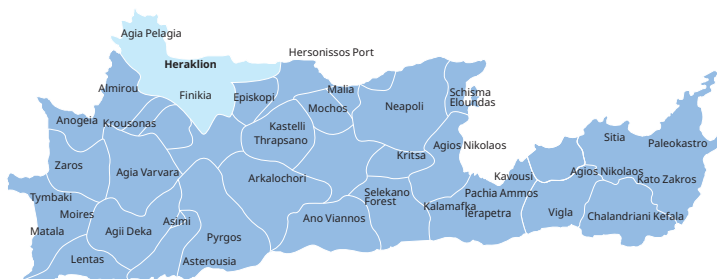 Agia Pelagia
Hersonissos Port
Heraklion
Almirou
Finikia
Episkopi
Malia
Mochos
Neapoli
Schisma
Eloundas
Anogeia
Krousonas
Kastelli
Thrapsano
Agios Nikolaos
Sitia
Paleokastro
Zaros
Agia Varvara
Arkalochori
Kritsa
Kavousi
Agios Nikolaos
Kato Zakros
Tymbaki
Moires
Selekano
Forest
Pachia Ammos
Kalamafka
Ierapetra
Matala
Agii Deka
Asimi
Pyrgos
Ano Viannos
Vigla
Chalandriani Kefala
Lentas
Asterousia